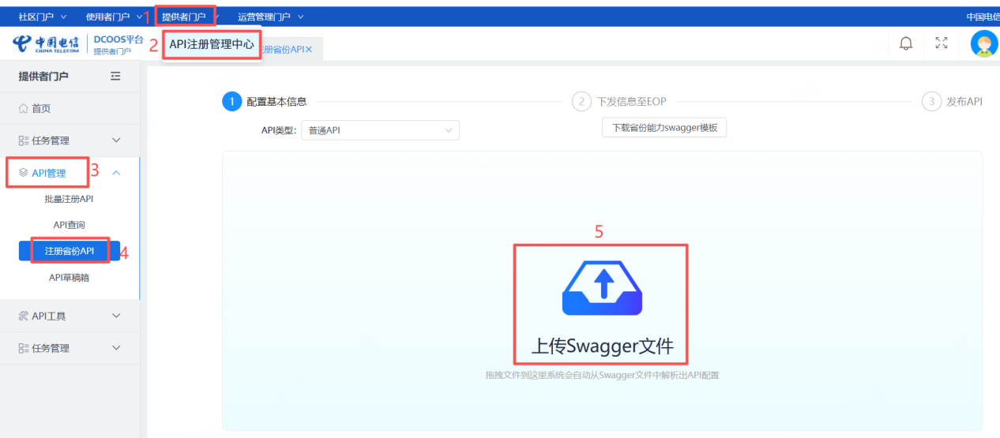 社区门户 使用者门户 1 提供者门户 运营管理门户 中国电信
中国电信 CHINA TELECOM DCOOS平台 提供者门户 2 API注册管理中心 册省份API×
提供者门户
首页
任务管理
API管理 3
批量注册API
API查询
注册省份API 4
API草稿箱
API工具
任务管理
1 配置基本信息 2 下发信息至EOP 3 发布API
API类型: 普通API 下载省份能力swagger模板
5
上传Swagger文件
拖拽文件到这里系统会自动从Swagger文件中解析出API配置